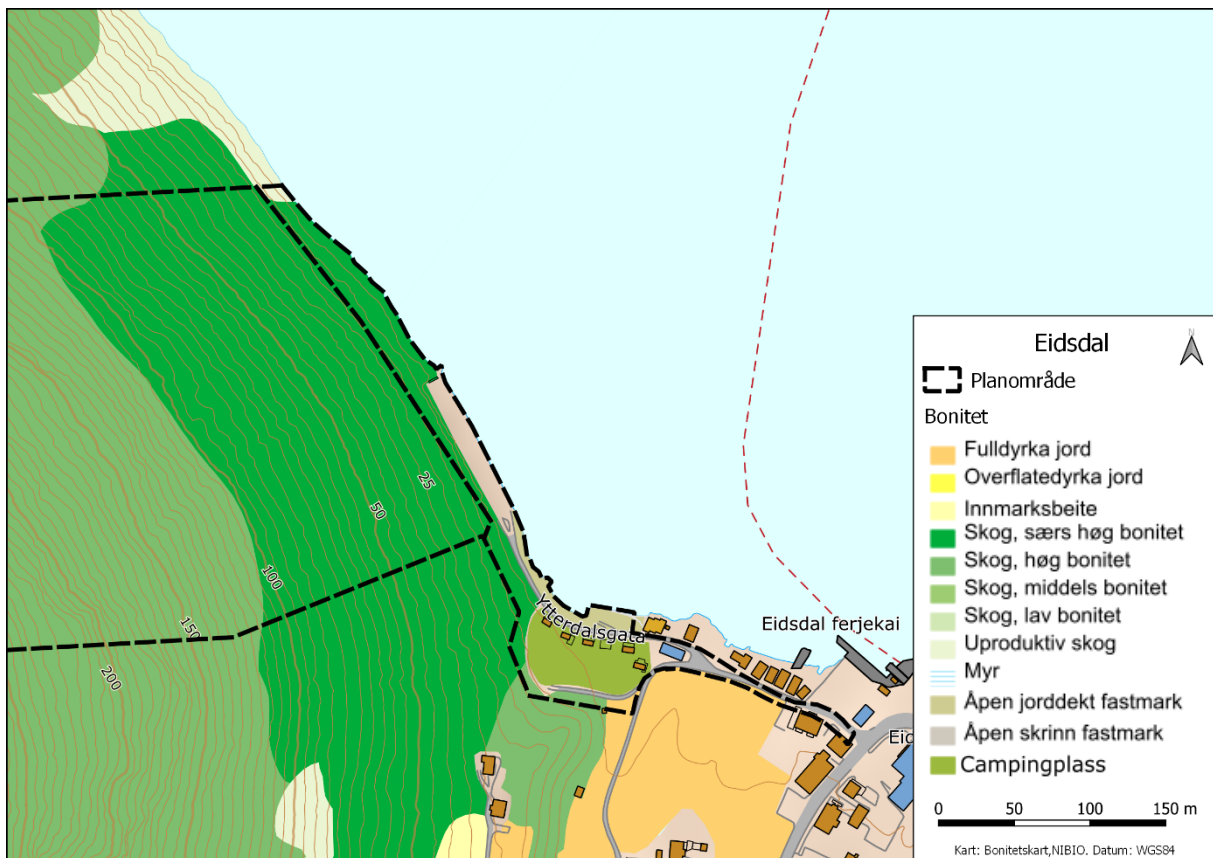 25
50
100
150
200
Ytterdalsgata
Eidsdal ferjekai
Eid
Eidsdal
N
Planområde
Bonitet
Fulldyrka jord
Overflatedyrka jord
Innmarksbeite
Skog, særs høg bonitet
Skog, høg bonitet
Skog, middels bonitet
Skog, lav bonitet
Uproduktiv skog
Myr
Åpen jorddekt fastmark
Åpen skrinn fastmark
Campingplass
0 50 100 150 m
Kart: Bonitetskart,NIBIO. Datum: WGS84